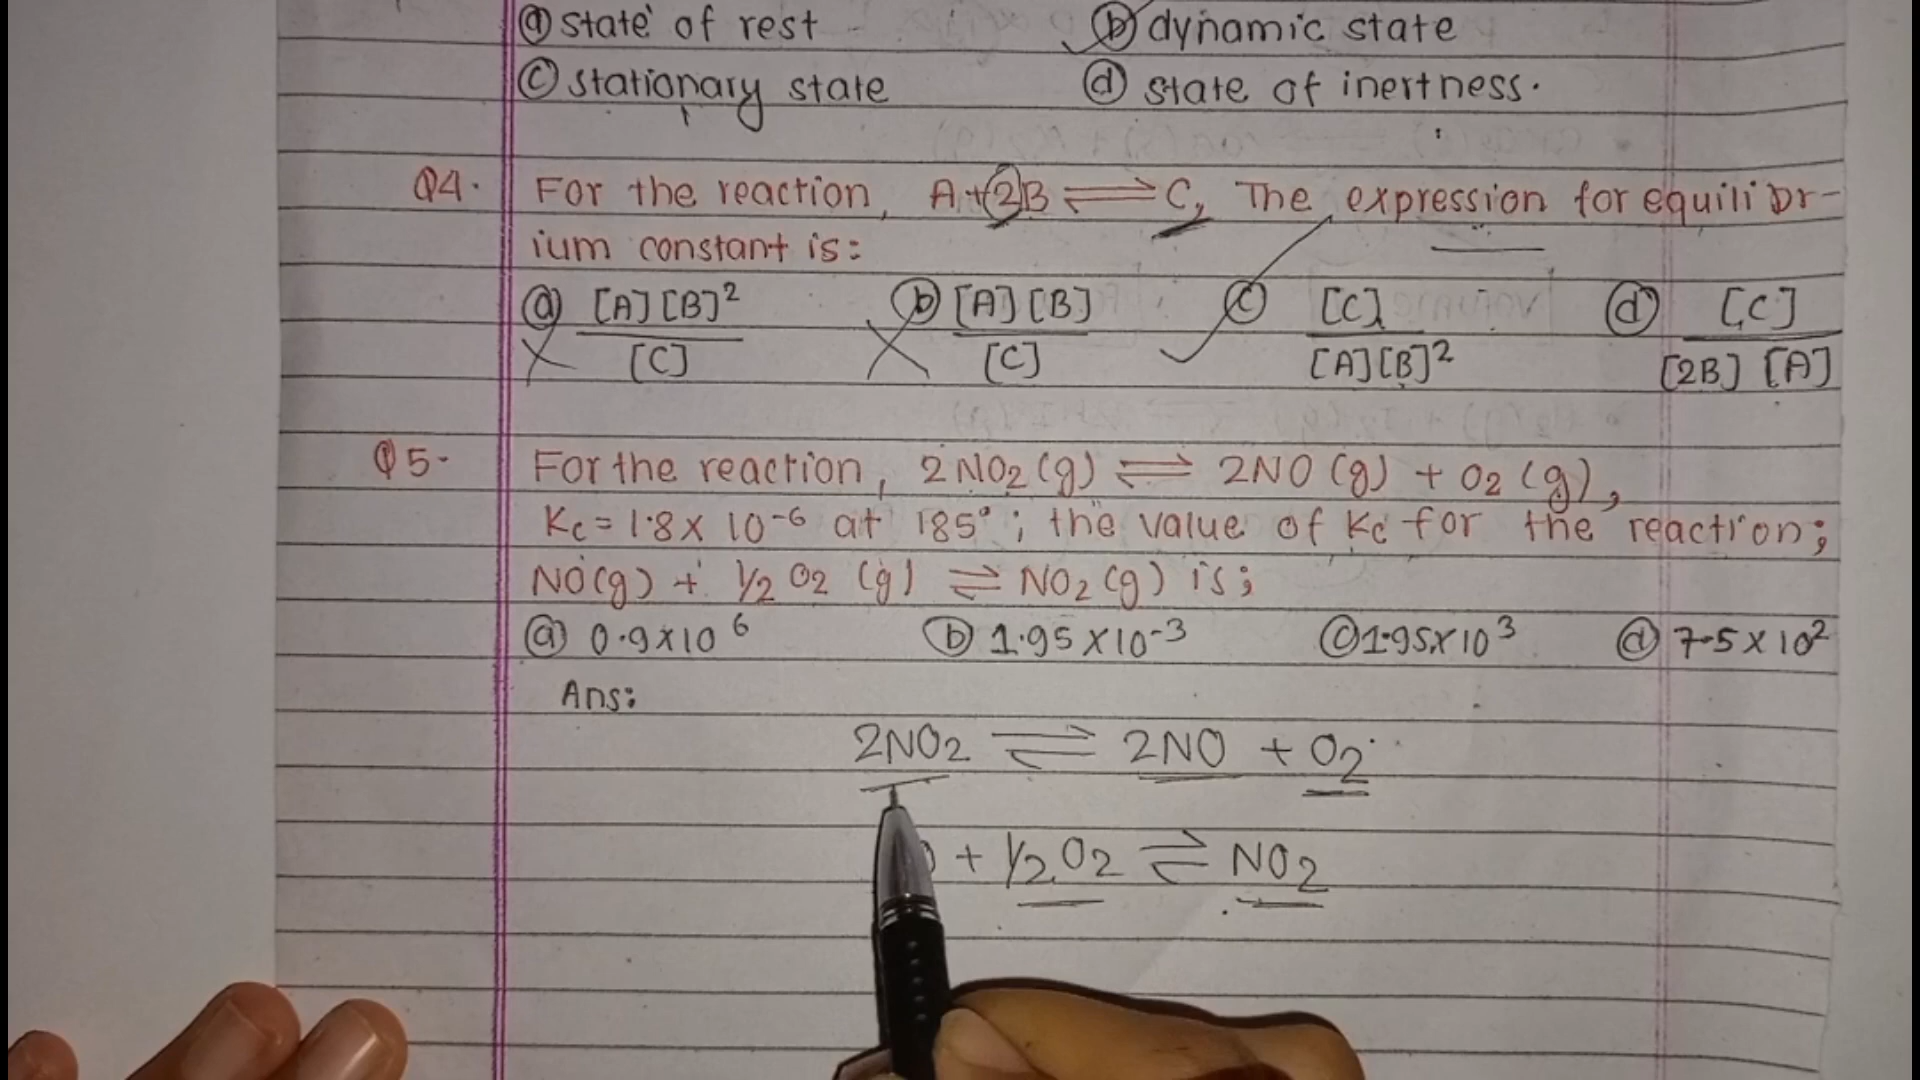 ⓐ state of rest ⓑ dynamic state
ⓒ stationary state ⓓ state of inertness.
Q4. For the reaction, A+2B ⇌ C, The expression for equilibr-
ium constant is:
ⓐ [A][B]²/[C] ⓑ [A][B]/[C] ⓒ [C]/[A][B]² ⓓ [C]/[2B] [A]
Q5. For the reaction, 2NO₂(g) ⇌ 2NO(g) + O₂(g),
Kc = 1.8 x 10⁻⁶ at 185°; the value of Kc for the reaction;
NO(g) + ½ O₂ (g) ⇌ NO₂(g) is;
ⓐ 0.9x10⁶ ⓑ 1.95x10⁻³ ⓒ 1.95x10³ ⓓ 7.5x10²
Ans:
2NO₂ ⇌ 2NO + O₂
+ ½O₂ ⇌ NO₂